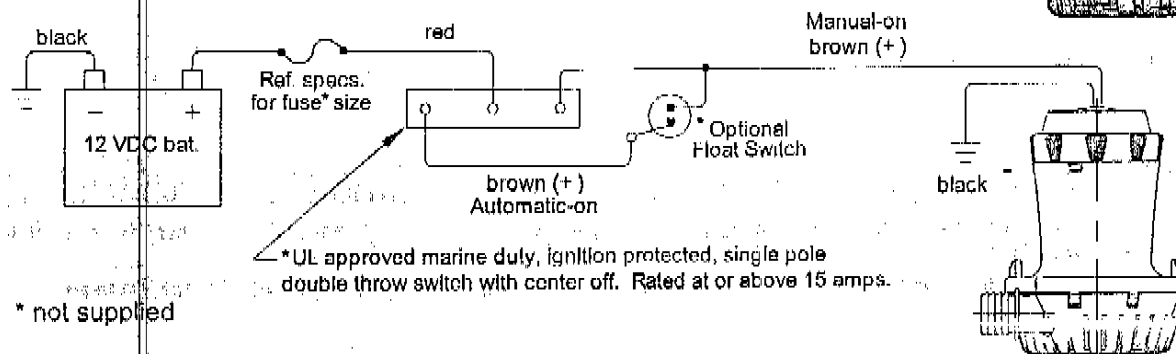 black
red
Manual-on
brown (+)
Ref. specs.
for fuse* size
- +
12 VDC bat.
* Optional
Float Switch
brown (+)
Automatic-on
black -
*UL approved marine duty, ignition protected, single pole
double throw switch with center off. Rated at or above 15 amps.
* not supplied